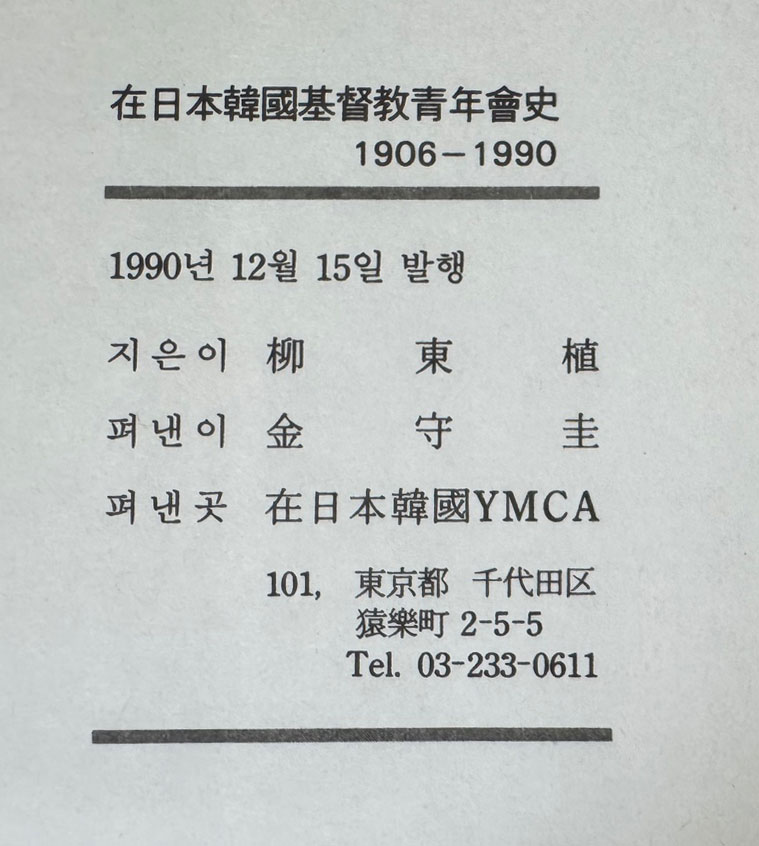 在日本韓國基督教青年會史
1906-1990
1990년 12월 15일 발행
지은이 柳東植
펴낸이 金守圭
펴낸곳 在日本韓國YMCA
101, 東京都 千代田区
猿樂町 2-5-5
Tel. 03-233-0611